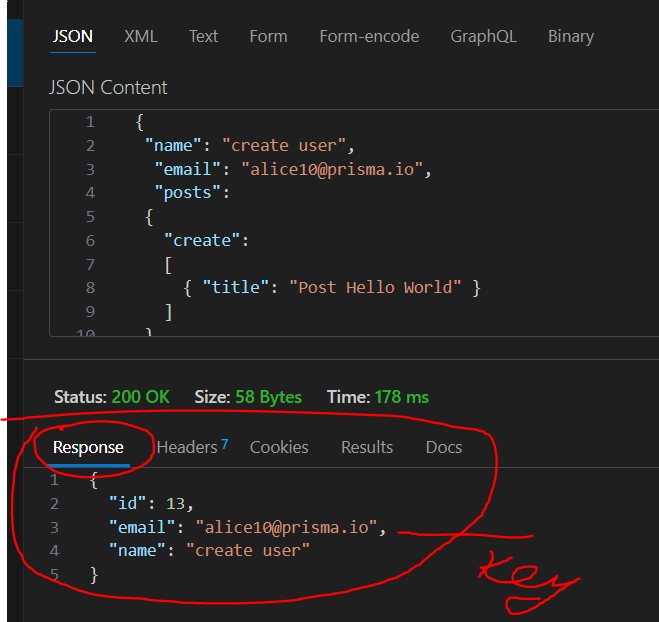 JSON XML Text Form Form-encode GraphQL Binary
JSON Content
1 {
2 "name": "create user",
3 "email": "alice10@prisma.io",
4 "posts":
5 {
6 "create":
7 [
8 { "title": "Post Hello World" }
9 ]
10 }
Status: 200 OK Size: 58 Bytes Time: 178 ms
Response Headers 7 Cookies Results Docs
1 {
2 "id": 13,
3 "email": "alice10@prisma.io",
4 "name": "create user"
5 }
key